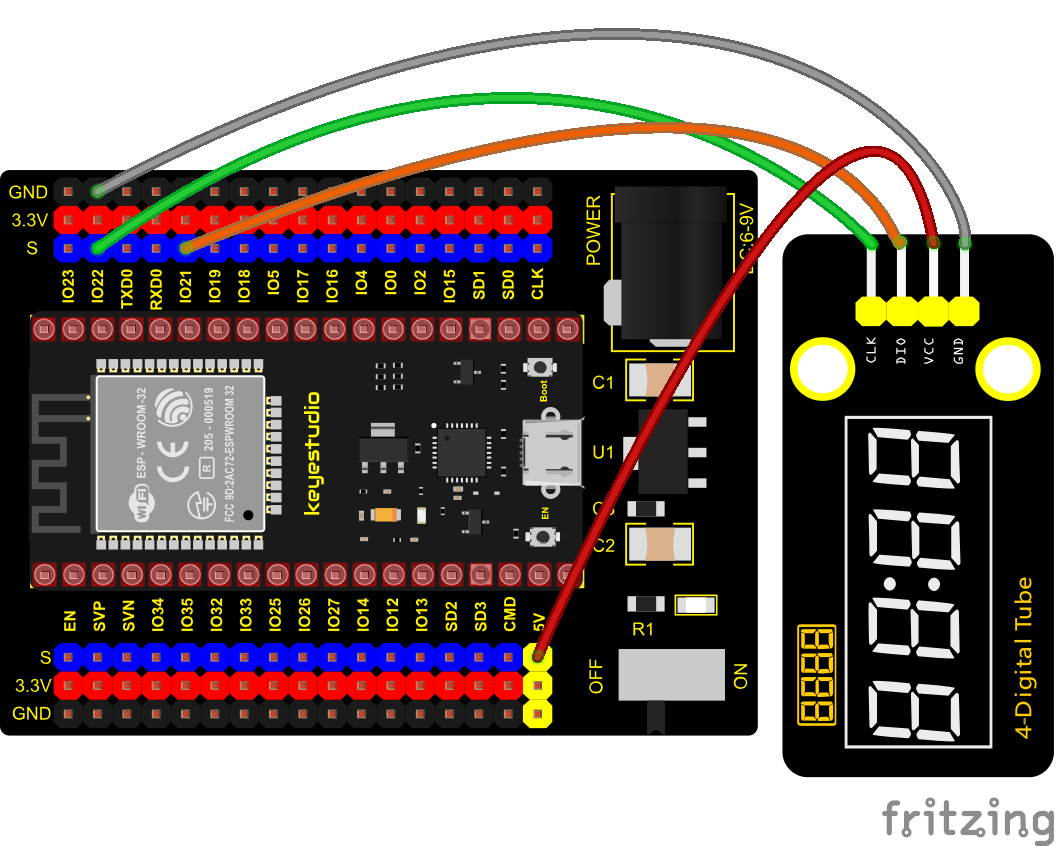 GND
3.3V
S
IO23
IO22
TXD0
RXD0
IO21
IO19
IO18
IO5
IO17
IO16
IO4
IO0
IO2
IO15
SD1
SD0
CLK
POWER
DC:6-9V
CLK
DIO
VCC
GND
WiFi
ESP - WROOM -32
CE
R
205 - 000519
FCC 9D:2AC72-ESPWROOM 32
keyestudio
Boot
EN
C1
U1
C2
R1
OFF
ON
EN
SVP
SVN
IO34
IO35
IO32
IO33
IO25
IO26
IO27
IO14
IO12
IO13
SD2
SD3
CMD
5V
S
3.3V
GND
4-Digital Tube
fritzing